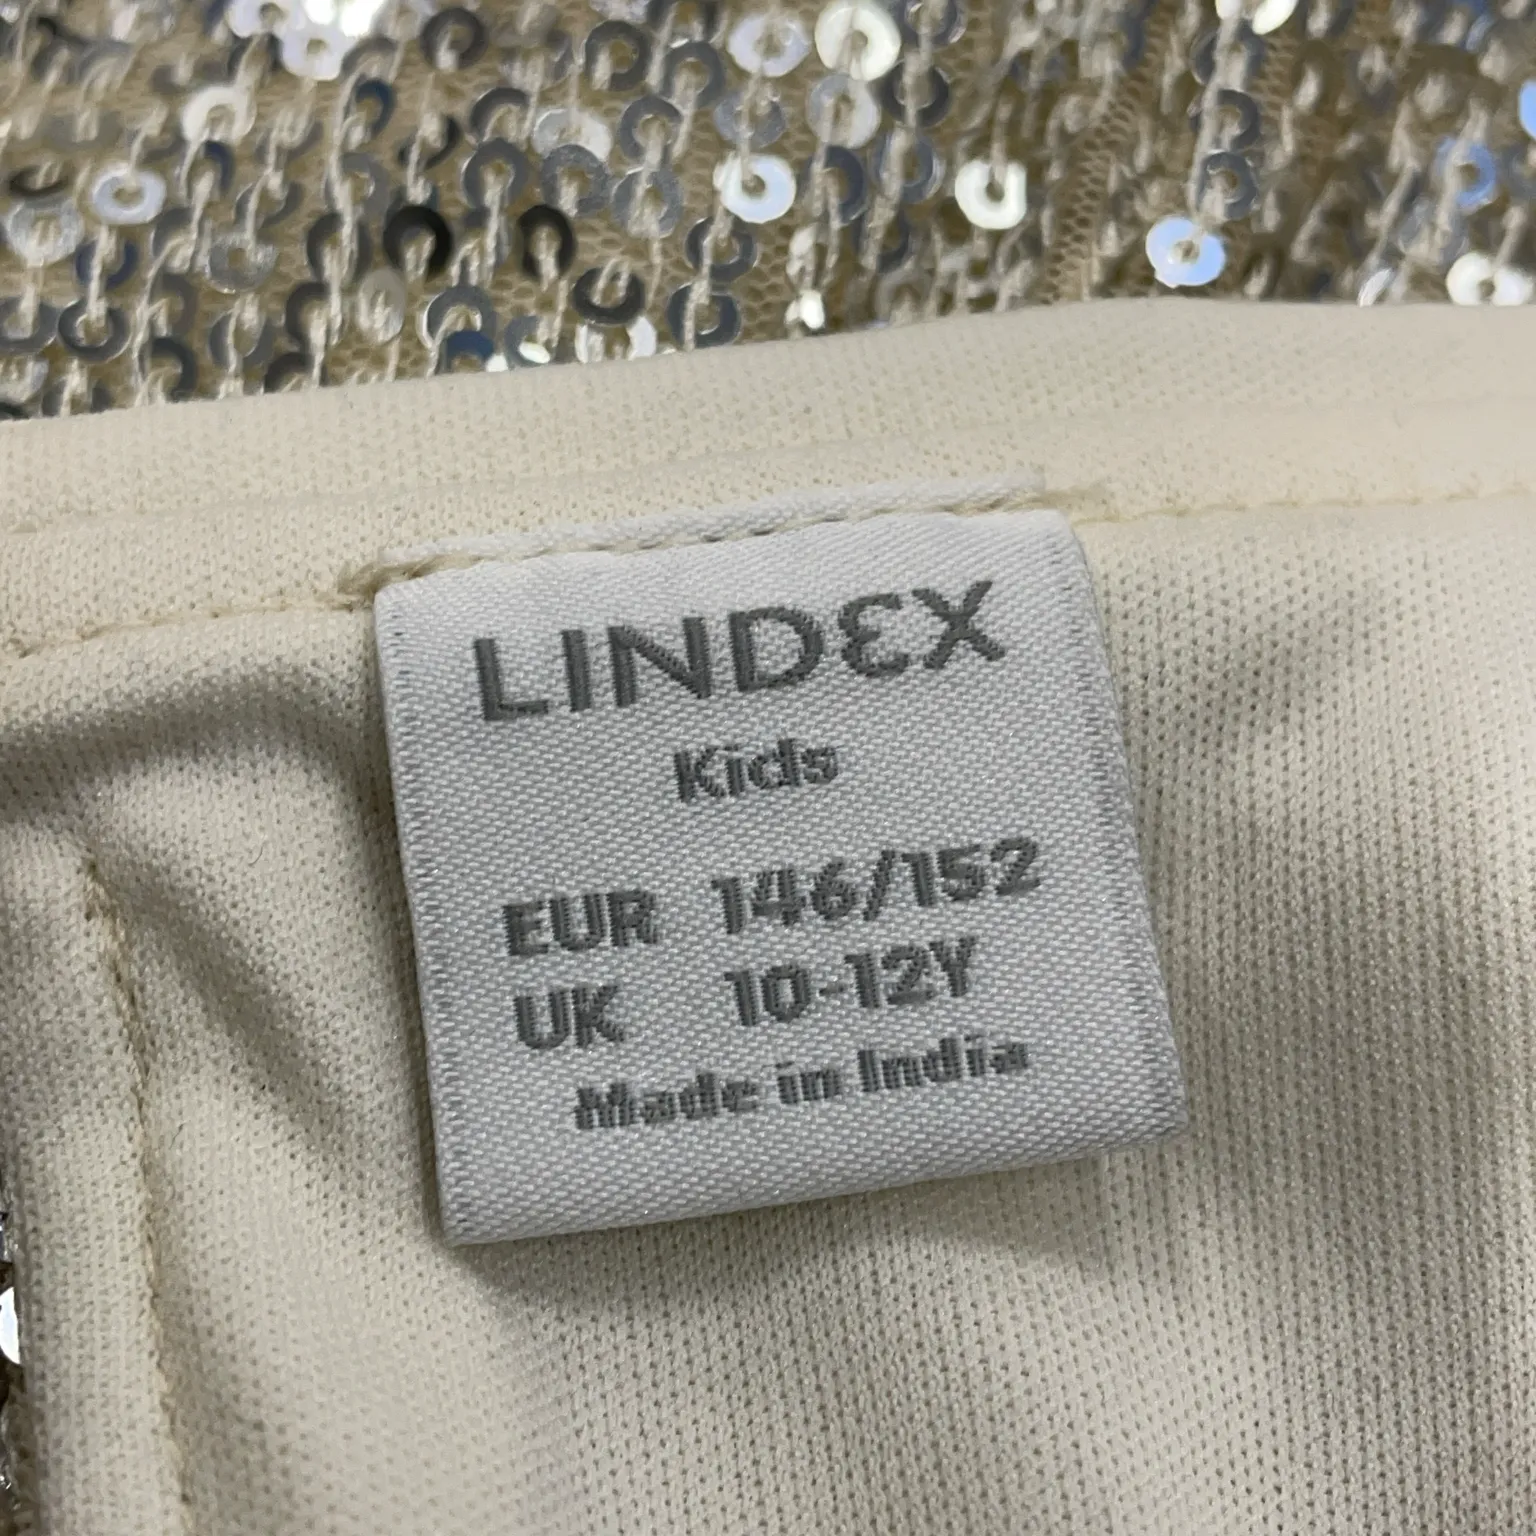 LINDEX
Kids
EUR 146/152
UK 10-12Y
Made in India